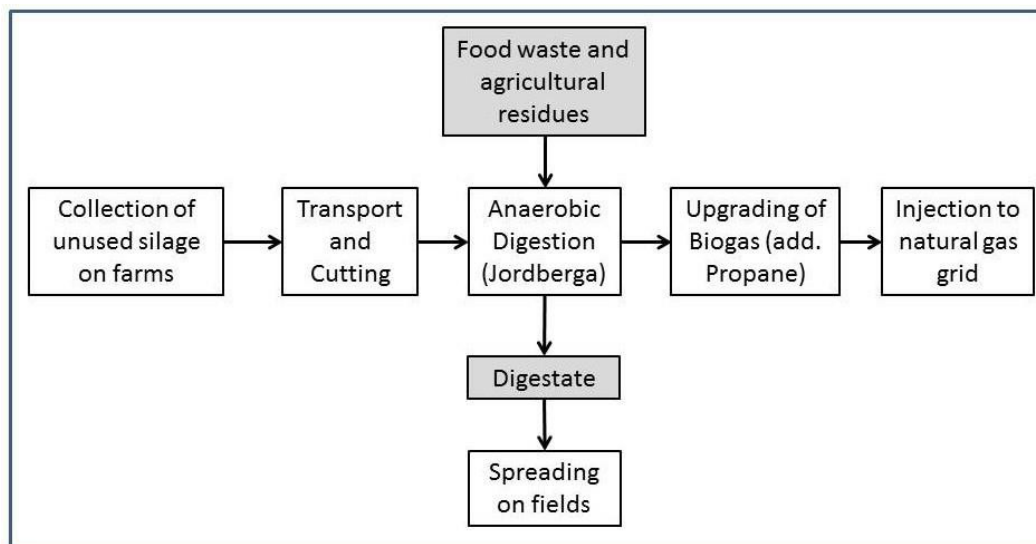 Food waste and
agricultural
residues
Collection of
unused silage
on farms
Transport
and
Cutting
Anaerobic
Digestion
(Jordberga)
Upgrading of
Biogas (add.
Propane)
Injection to
natural gas
grid
Digestate
Spreading
on fields